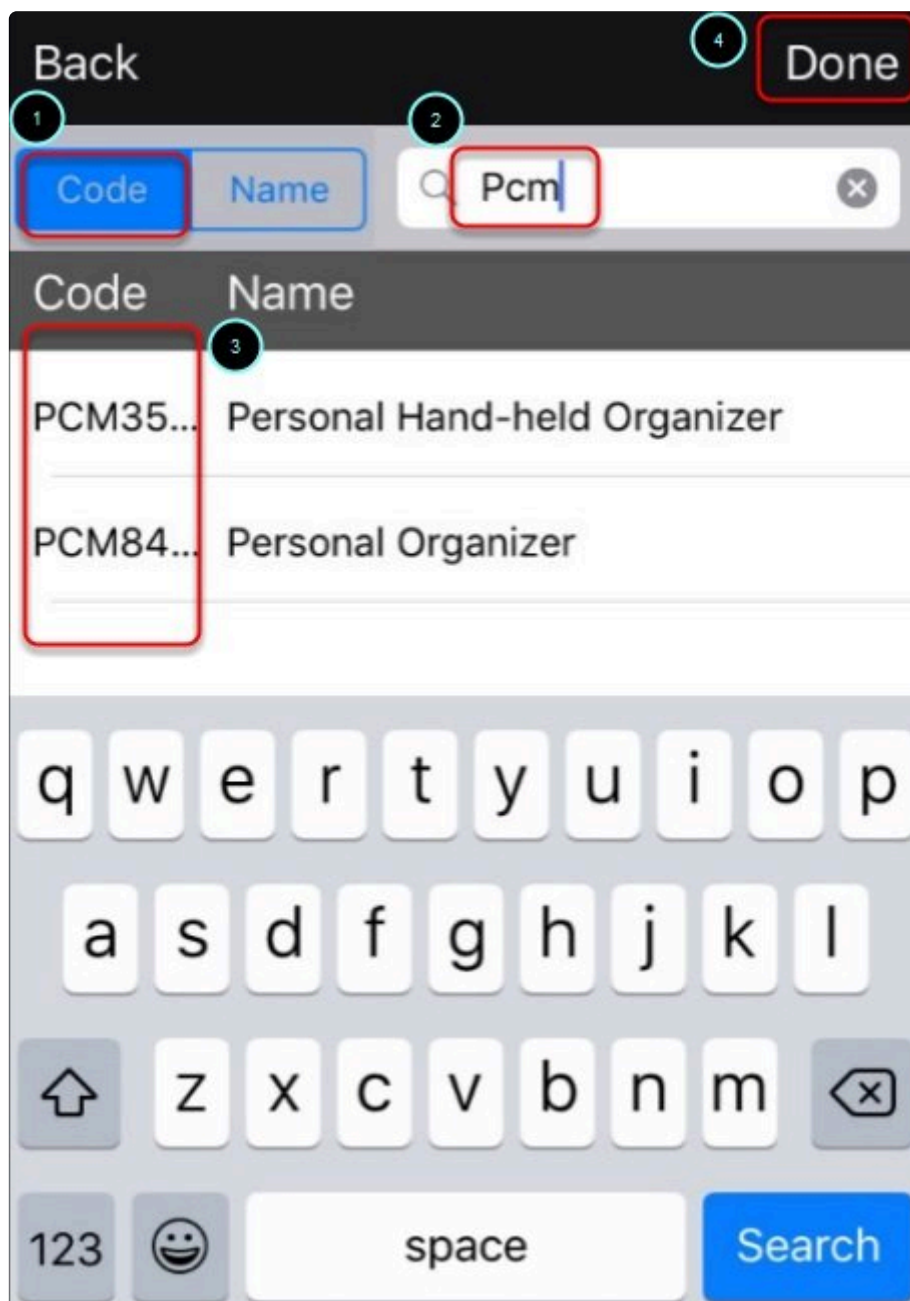 Back 4 Done
1 2
Code Name Pcm
Code Name
3
PCM35... Personal Hand-held Organizer
PCM84... Personal Organizer
q w e r t y u i o p
a s d f g h j k l
z x c v b n m
123 space Search